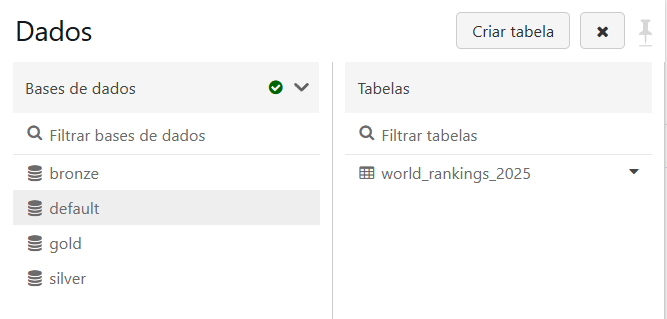 Dados
Criar tabela
Bases de dados
Filtrar bases de dados
bronze
default
gold
silver
Tabelas
Filtrar tabelas
world_rankings_2025